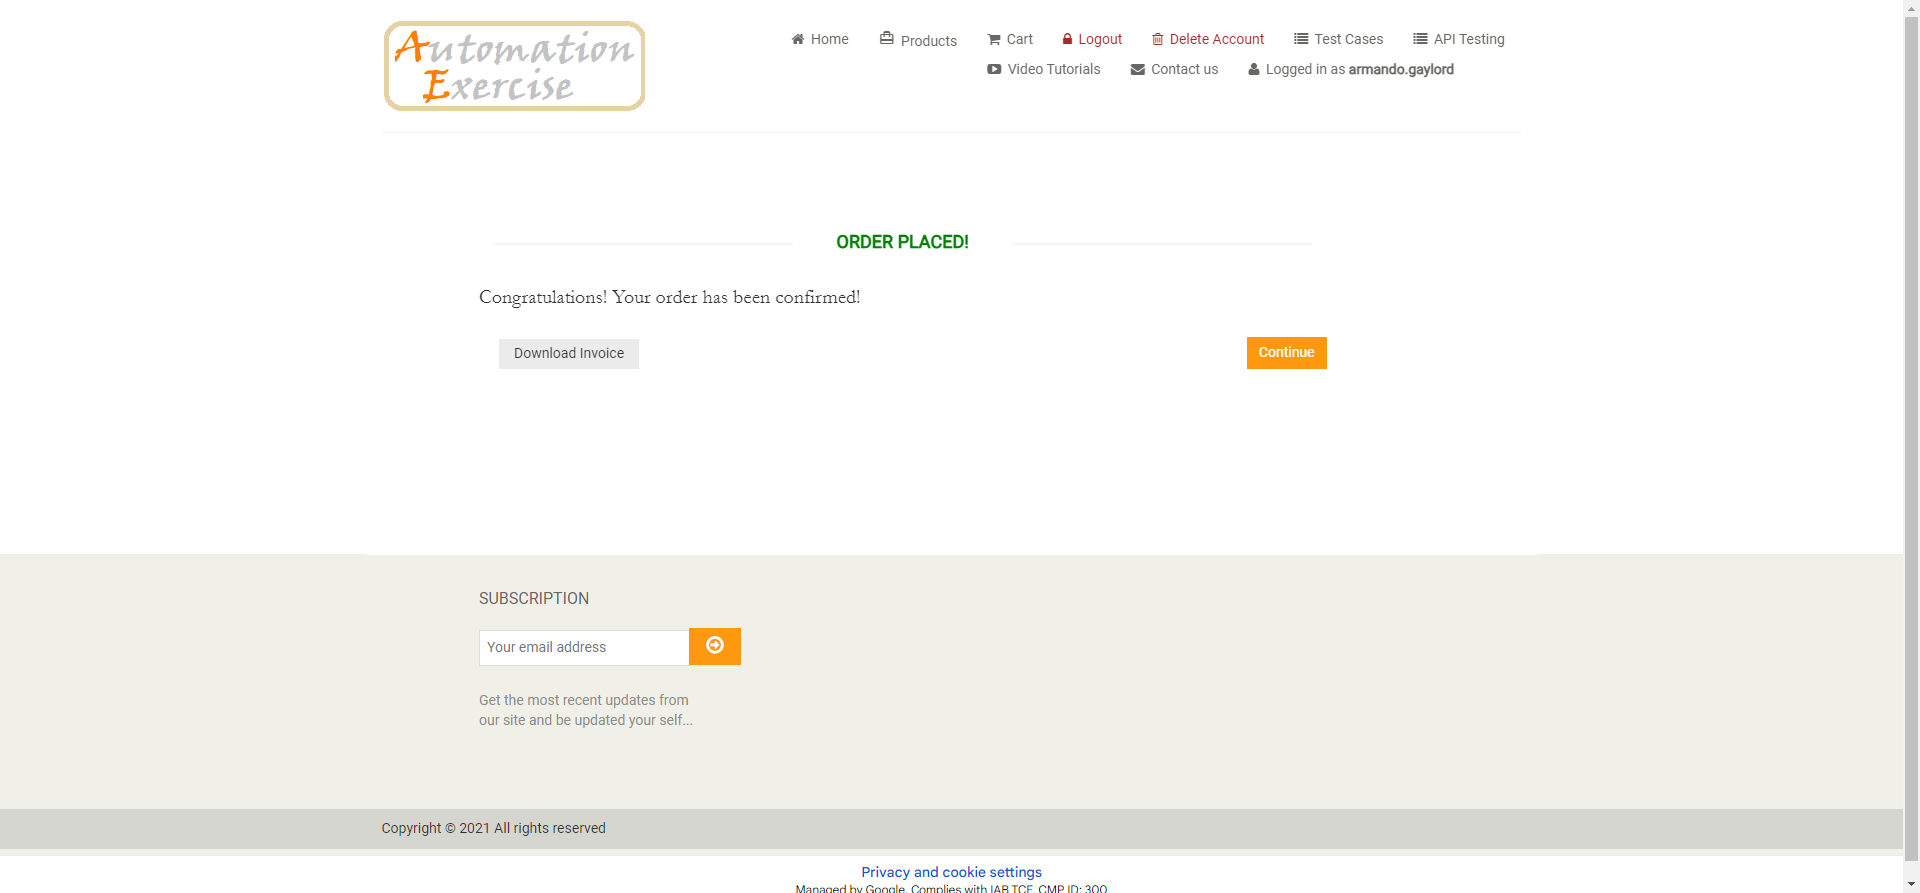 Automation
Exercise
Home
Products
Cart
Logout
Delete Account
Test Cases
API Testing
Video Tutorials
Contact us
Logged in as armando.gaylord
ORDER PLACED!
Congratulations! Your order has been confirmed!
Download Invoice
Continue
SUBSCRIPTION
Your email address
Get the most recent updates from
our site and be updated your self...
Copyright © 2021 All rights reserved
Privacy and cookie settings
Managed by Google. Complies with IAB TCF. CMP ID: 300